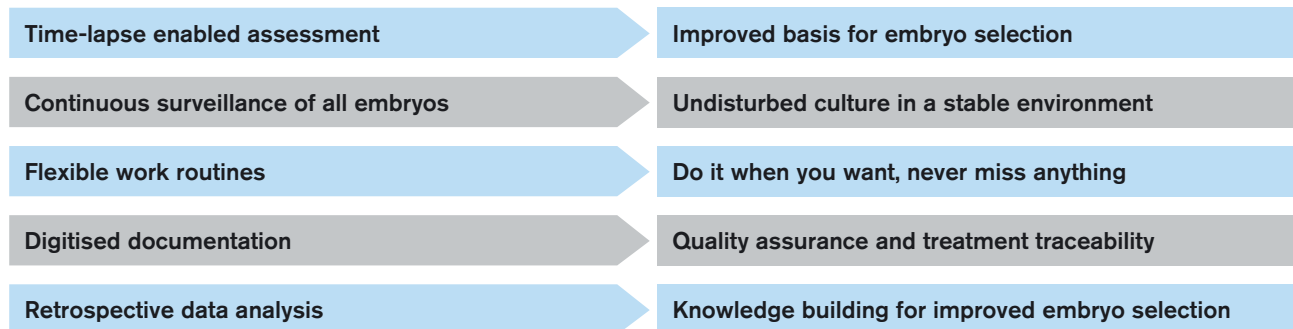 Time-lapse enabled assessment
Improved basis for embryo selection
Continuous surveillance of all embryos
Undisturbed culture in a stable environment
Flexible work routines
Do it when you want, never miss anything
Digitised documentation
Quality assurance and treatment traceability
Retrospective data analysis
Knowledge building for improved embryo selection